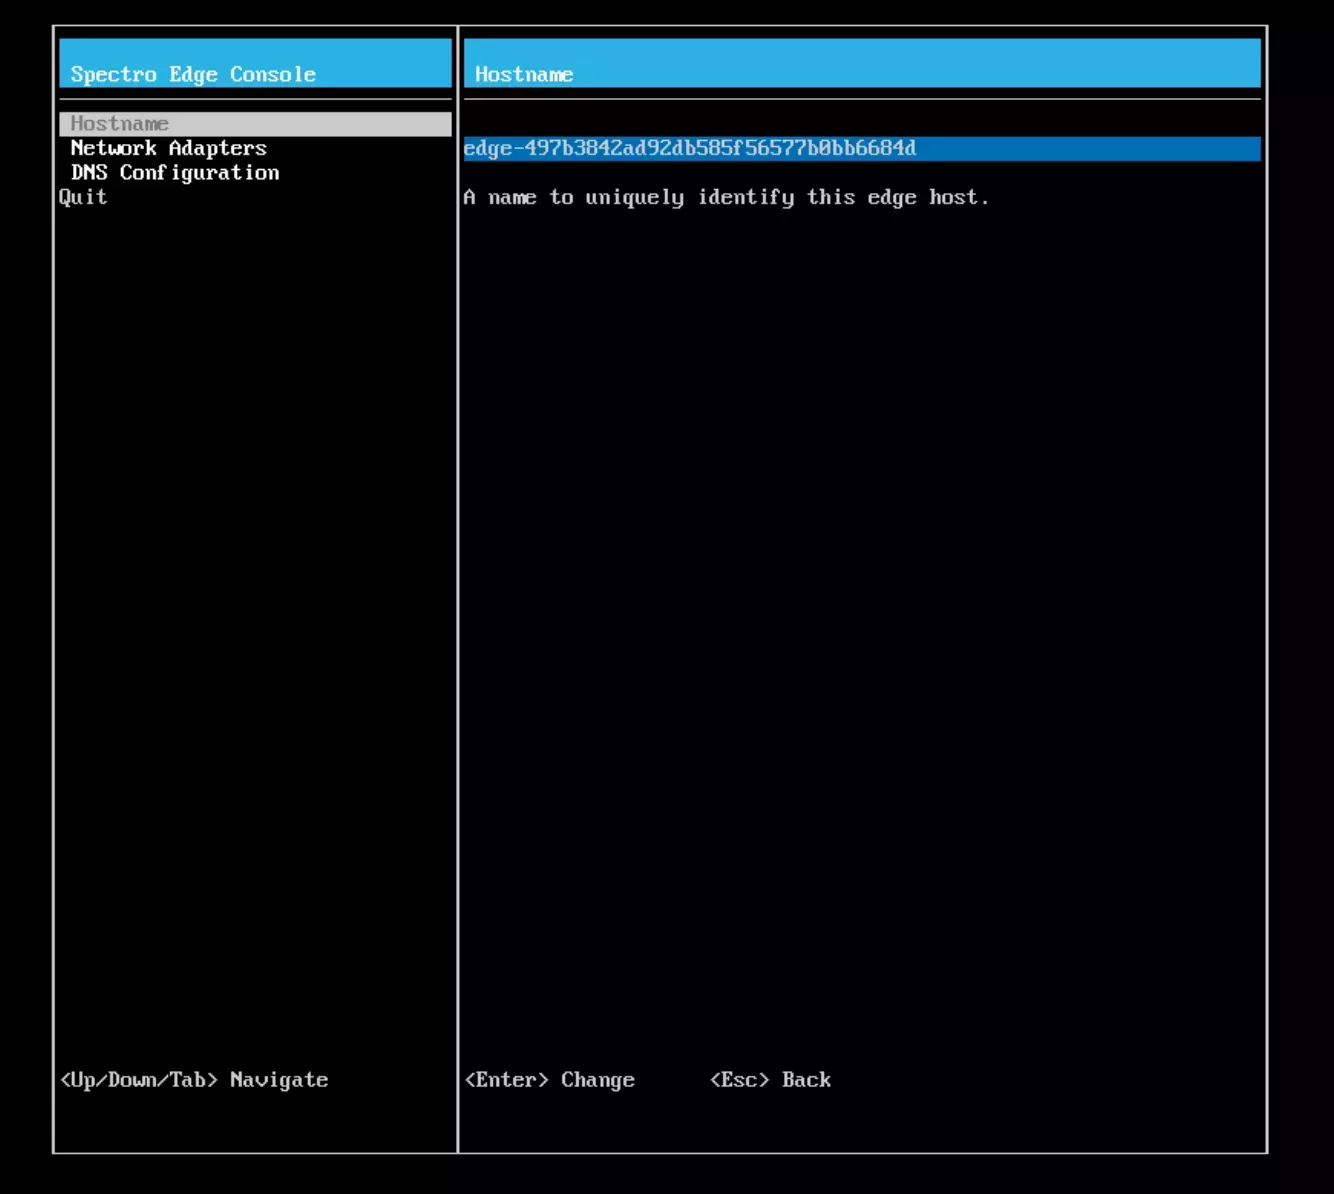 Spectro Edge Console
Hostname
Network Adapters
DNS Configuration
Quit
<Up/Down/Tab> Navigate
Hostname
edge-497b3842ad92db585f56577b0bb6684d
A name to uniquely identify this edge host.
<Enter> Change <Esc> Back